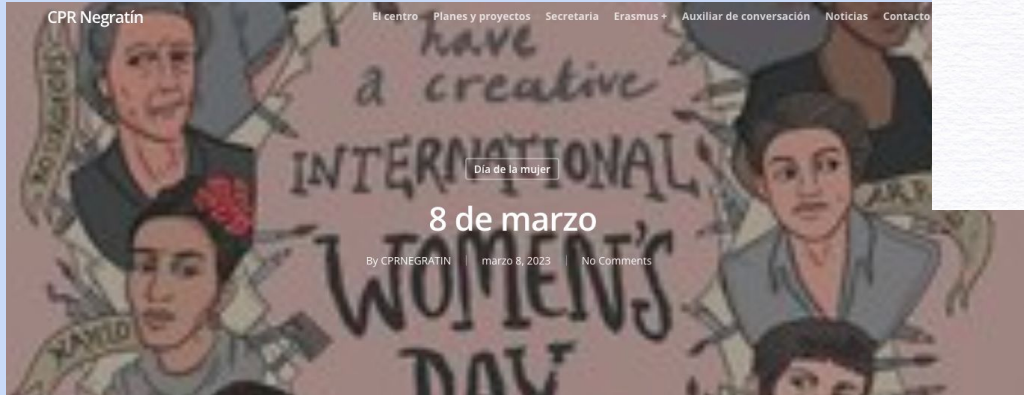 CPR Negratín
El centro Planes y proyectos Secretaria Erasmus + Auxiliar de conversación Noticias Contacto
have
a creative
INTERNATIONAL
Día de la mujer
8 de marzo
WOMEN'S
By CPRNEGRATIN marzo 8, 2023 No Comments
DAY